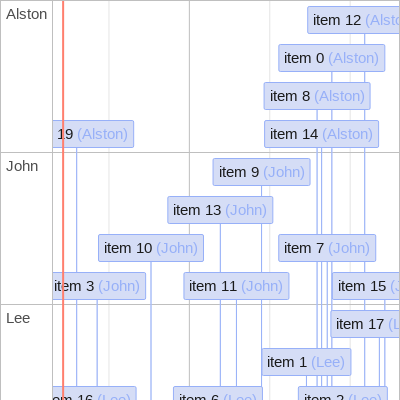 Alston
item 12 (Alst
item 0 (Alston)
item 8 (Alston)
19 (Alston)
item 14 (Alston)
John
item 9 (John)
item 13 (John)
item 10 (John)
item 7 (John)
item 3 (John)
item 11 (John)
item 15 (J
Lee
item 17 (L
item 1 (Lee)
em 16 (Lee)
item 6 (Lee)
item 2 (Lee)